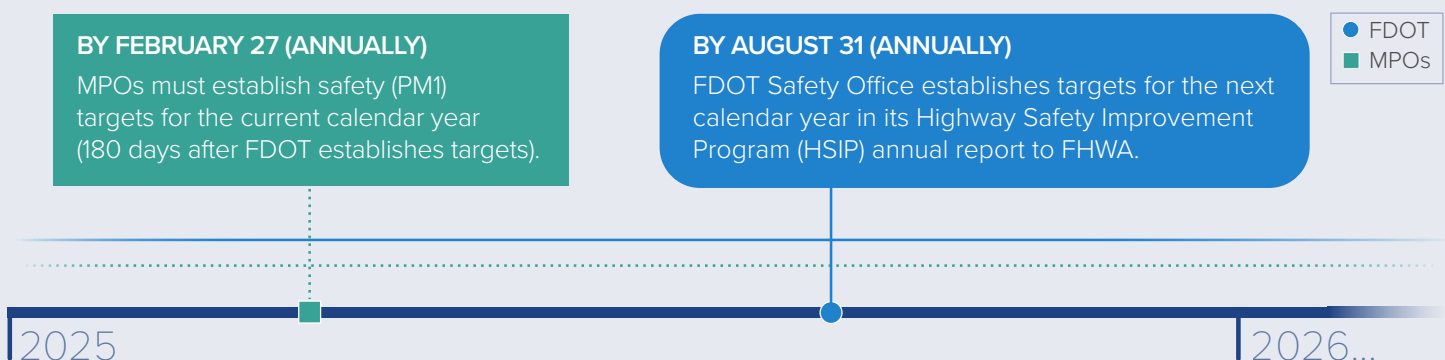 BY FEBRUARY 27 (ANNUALLY)
MPOs must establish safety (PM1)
targets for the current calendar year
(180 days after FDOT establishes targets).
BY AUGUST 31 (ANNUALLY)
FDOT Safety Office establishes targets for the next
calendar year in its Highway Safety Improvement
Program (HSIP) annual report to FHWA.
FDOT
MPOs
2025
2026...